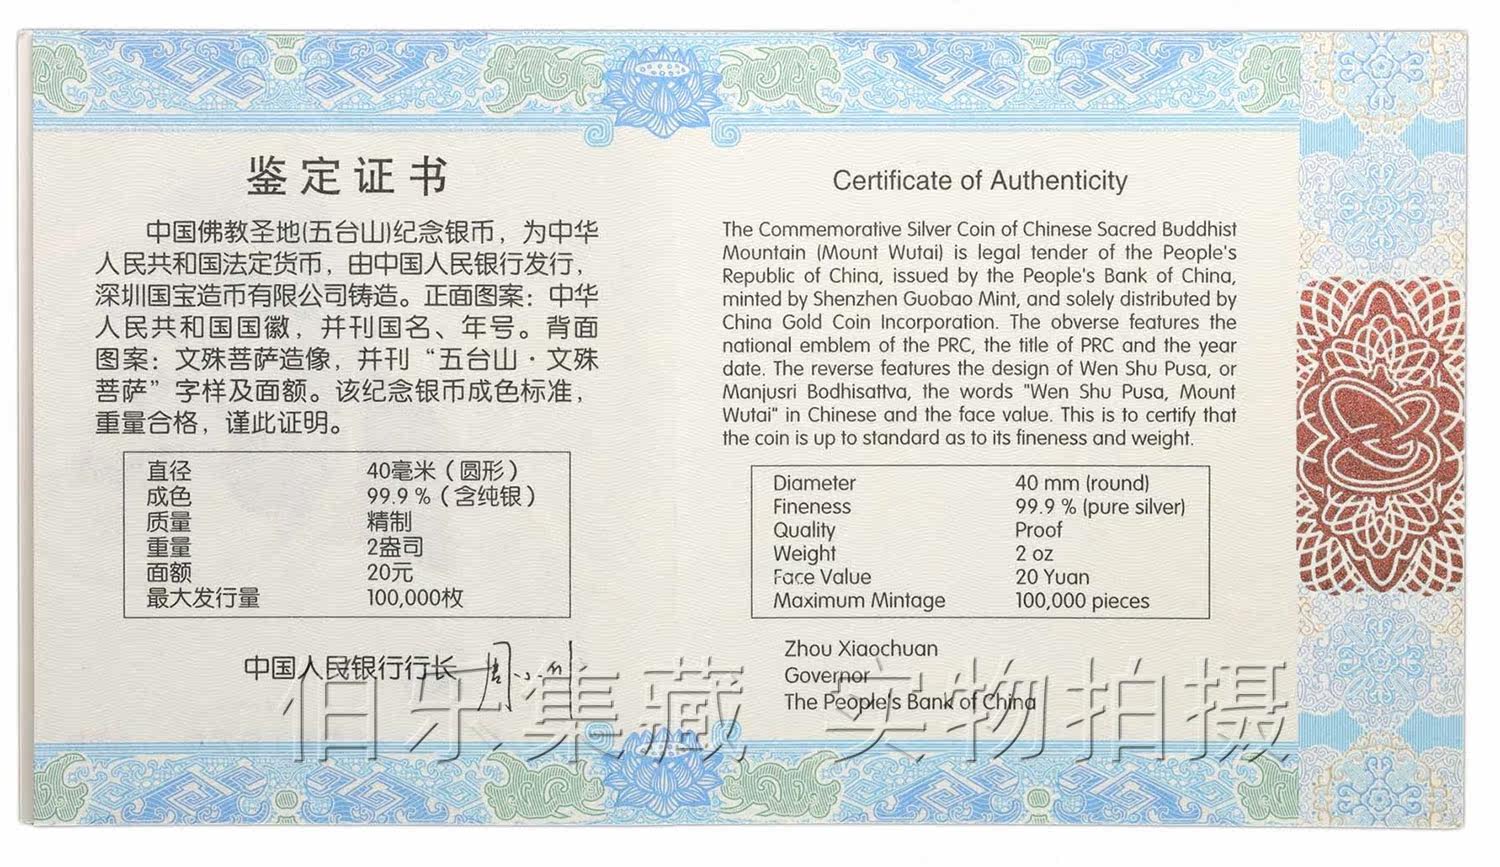 鉴定证书
中国佛教圣地(五台山)纪念银币，为中华
人民共和国法定货币，由中国人民银行发行，
深圳国宝造币有限公司铸造。正面图案：中华
人民共和国国徽，并刊国名、年号。背面
图案：文殊菩萨造像，并刊“五台山·文殊
菩萨”字样及面额。该纪念银币成色标准，
重量合格，谨此证明。
直径 40毫米（圆形）
成色 99.9 %（含纯银）
质量 精制
重量 2盎司
面额 20元
最大发行量 100,000枚
中国人民银行行长 周小川
Certificate of Authenticity
The Commemorative Silver Coin of Chinese Sacred Buddhist
Mountain (Mount Wutai) is legal tender of the People's
Republic of China, issued by the People's Bank of China,
minted by Shenzhen Guobao Mint, and solely distributed by
China Gold Coin Incorporation. The obverse features the
national emblem of the PRC, the title of PRC and the year
date. The reverse features the design of Wen Shu Pusa, or
Manjusri Bodhisattva, the words "Wen Shu Pusa, Mount
Wutai" in Chinese and the face value. This is to certify that
the coin is up to standard as to its fineness and weight.
Diameter 40 mm (round)
Fineness 99.9 % (pure silver)
Quality Proof
Weight 2 oz
Face Value 20 Yuan
Maximum Mintage 100,000 pieces
Zhou Xiaochuan
Governor
The People's Bank of China
伯乐集藏 实物拍摄